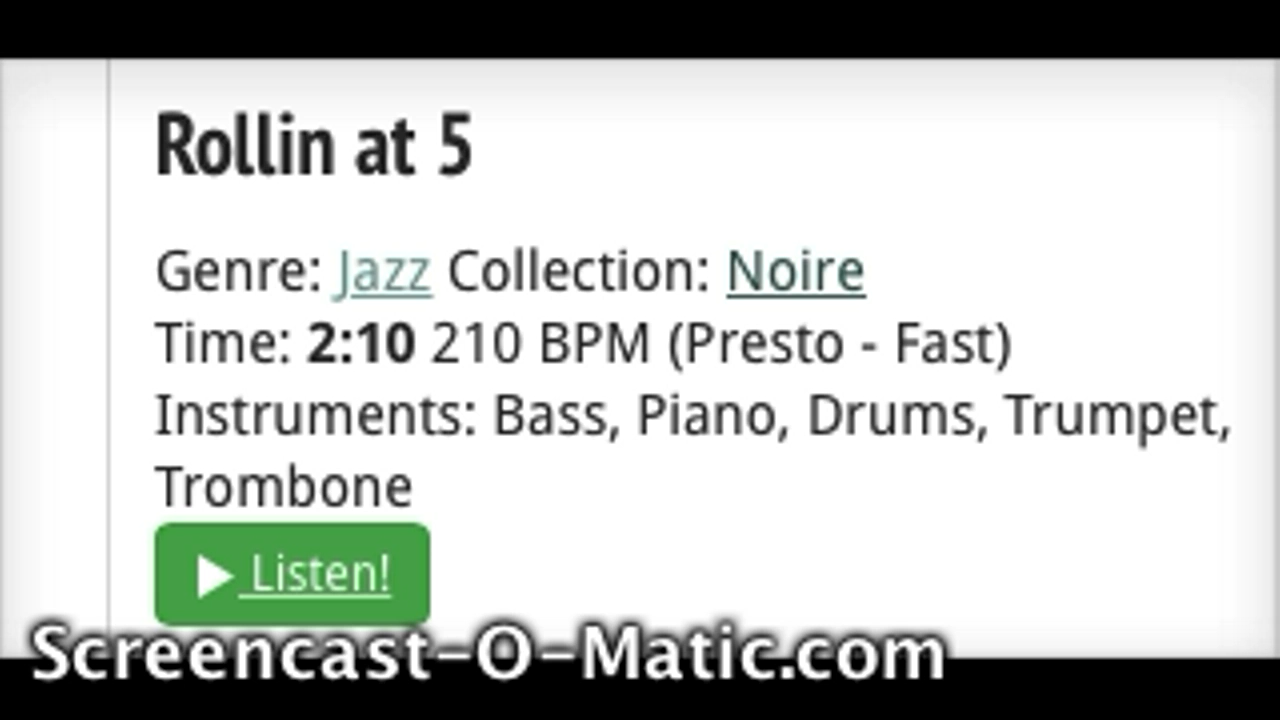 Rollin at 5
Genre: Jazz Collection: Noire
Time: 2:10 210 BPM (Presto - Fast)
Instruments: Bass, Piano, Drums, Trumpet,
Trombone
Listen!
Screencast-O-Matic.com